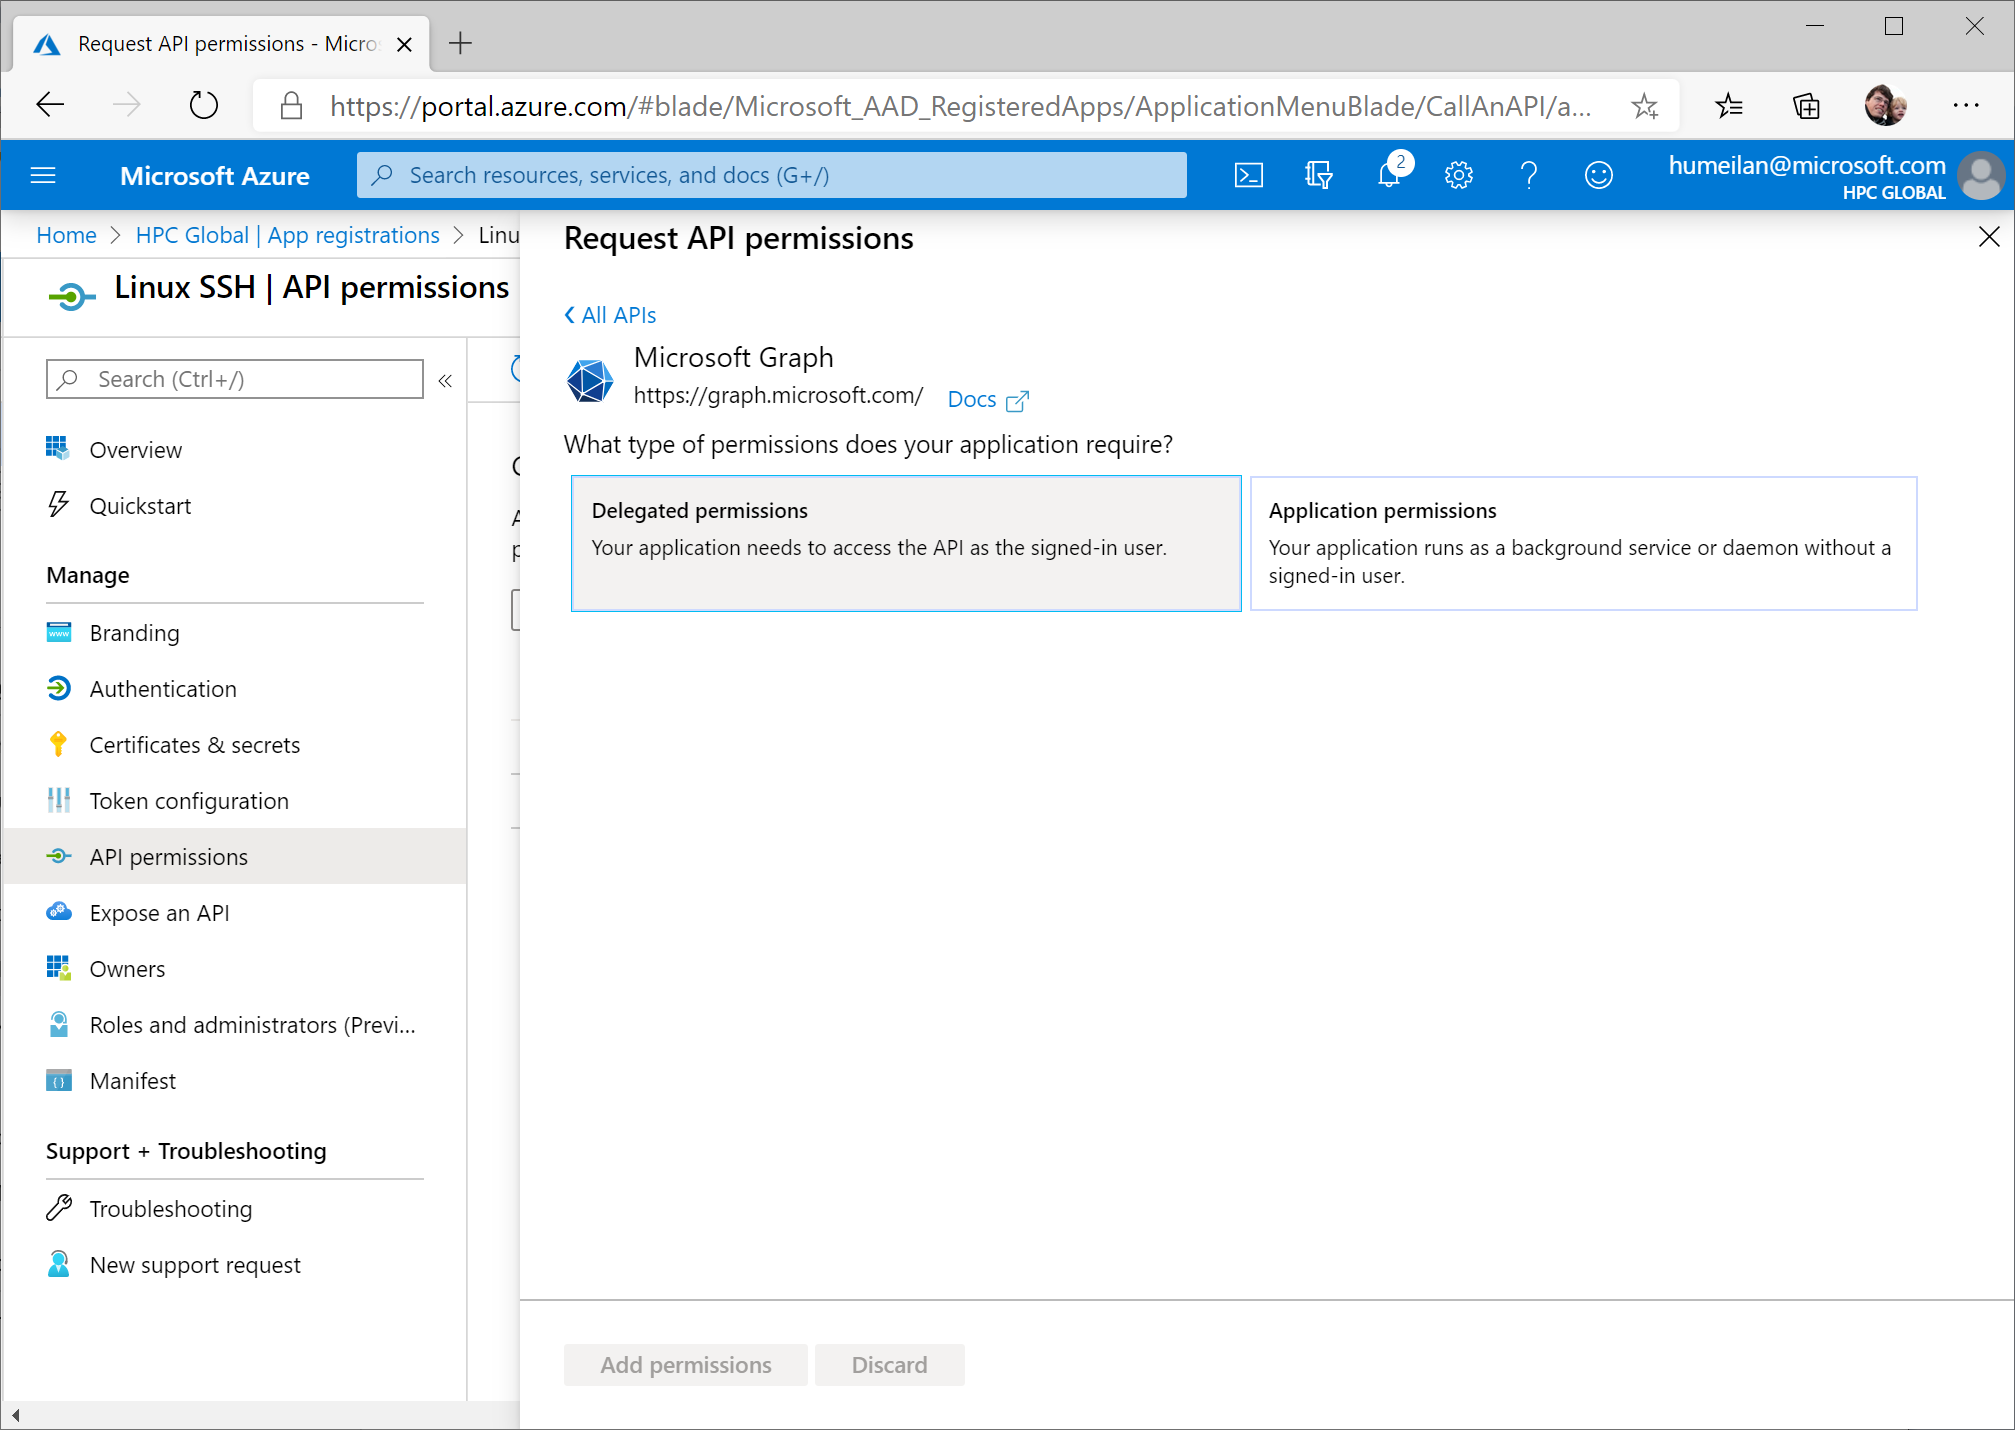 Request API permissions - Micro
https://portal.azure.com/#blade/Microsoft_AAD_RegisteredApps/ApplicationMenuBlade/CallAnAPI/a...
Microsoft Azure
Search resources, services, and docs (G+/)
2
humeilan@microsoft.com
HPC GLOBAL
Home > HPC Global | App registrations > Linu
Linux SSH | API permissions
Search (Ctrl+/)
«
Overview
Quickstart
Manage
Branding
Authentication
Certificates & secrets
Token configuration
API permissions
Expose an API
Owners
Roles and administrators (Previ...
Manifest
Support + Troubleshooting
Troubleshooting
New support request
Request API permissions
All APIs
Microsoft Graph
https://graph.microsoft.com/ Docs
What type of permissions does your application require?
Delegated permissions
Your application needs to access the API as the signed-in user.
Application permissions
Your application runs as a background service or daemon without a
signed-in user.
Add permissions
Discard